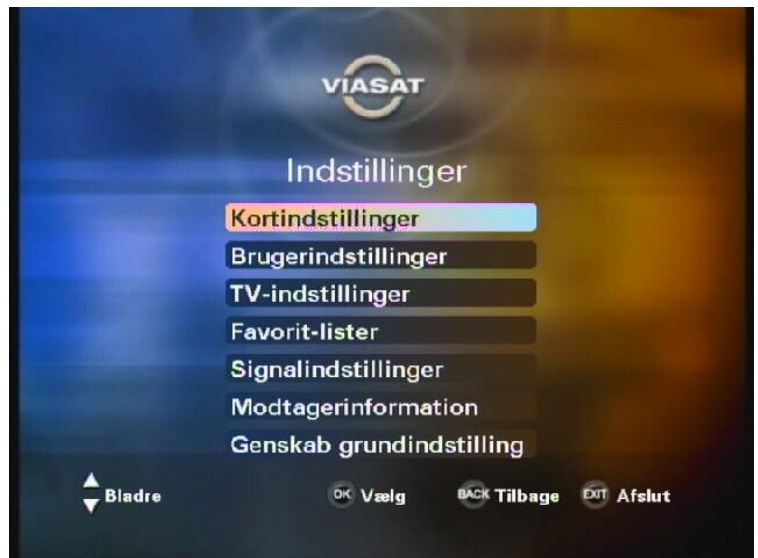 VIASAT
Indstillinger
Kortindstillinger
Brugerindstillinger
TV-indstillinger
Favorit-lister
Signalindstillinger
Modtagerinformation
Genskab grundindstilling
Bladre OK Vælg BACK Tilbage EXIT Afslut